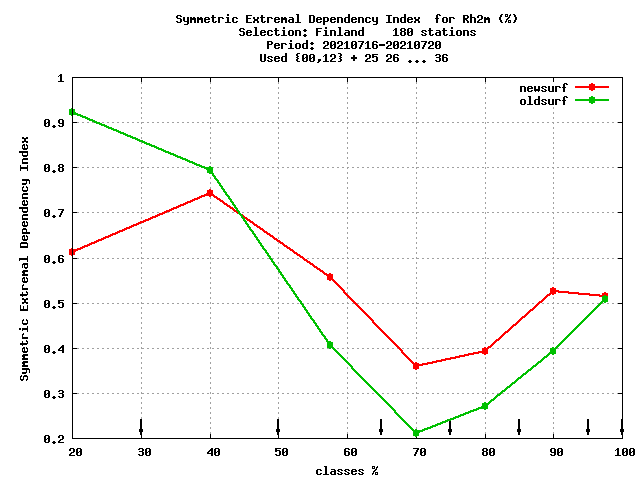 Symmetric Extremal Dependency Index  for Rh2m (%)
Selection: Finland    180 stations
Period: 20210716-20210720
Used {00,12} + 25 26 ... 36
newsurf
oldsurf
Symmetric Extremal Dependency Index
1
0.9
0.8
0.7
0.6
0.5
0.4
0.3
0.2
20 30 40 50 60 70 80 90 100
classes %